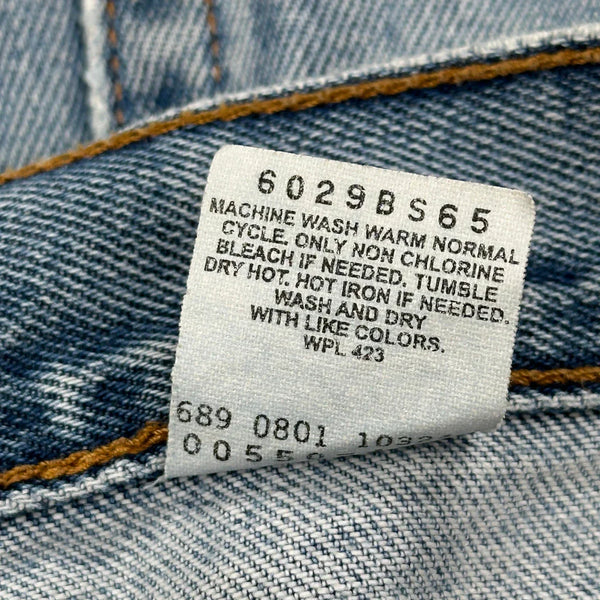 6029BS65
MACHINE WASH WARM NORMAL
CYCLE. ONLY NON CHLORINE
BLEACH IF NEEDED. TUMBLE
DRY HOT. HOT IRON IF NEEDED.
WASH AND DRY
WITH LIKE COLORS.
WPL 423
689 0801